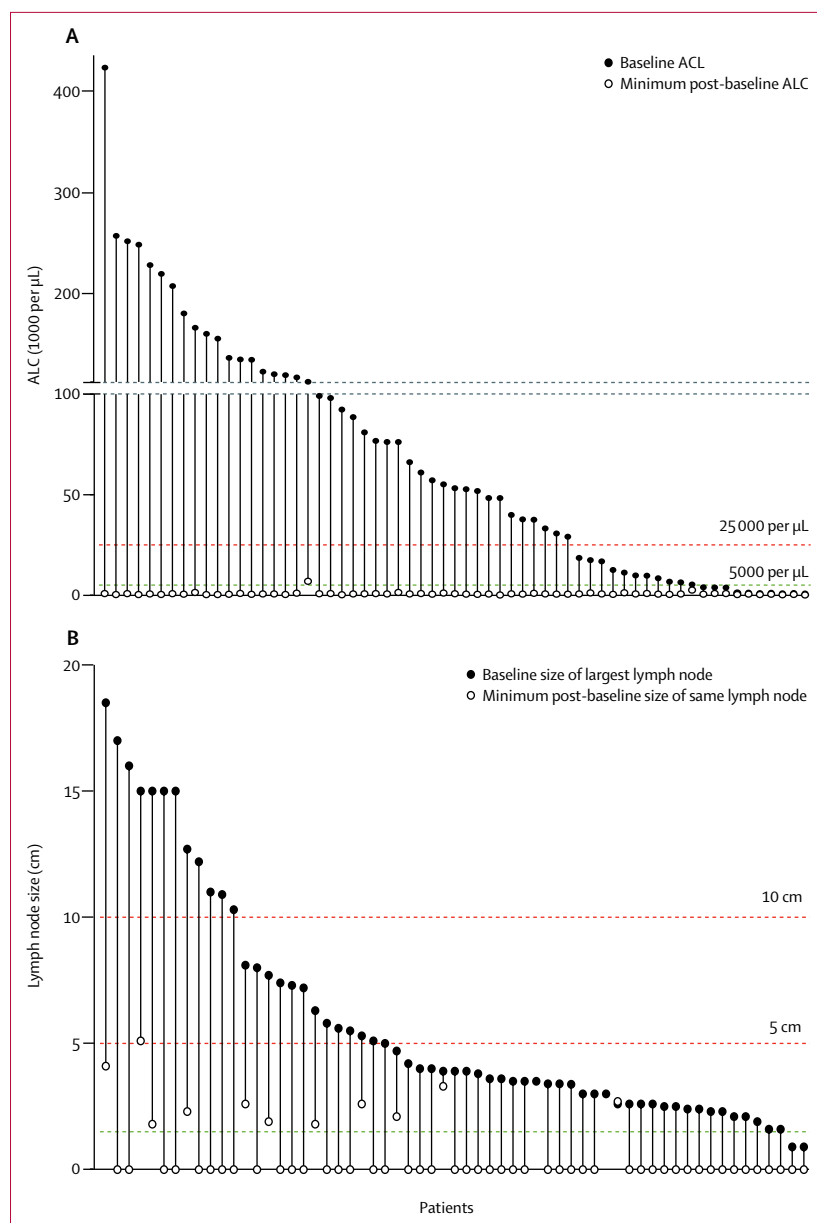 A
Baseline ACL
Minimum post-baseline ALC
400
300
200
100
50
0
ALC (1000 per µL)
25 000 per µL
5000 per µL
B
Baseline size of largest lymph node
Minimum post-baseline size of same lymph node
20
15
10
5
0
Lymph node size (cm)
10 cm
5 cm
Patients